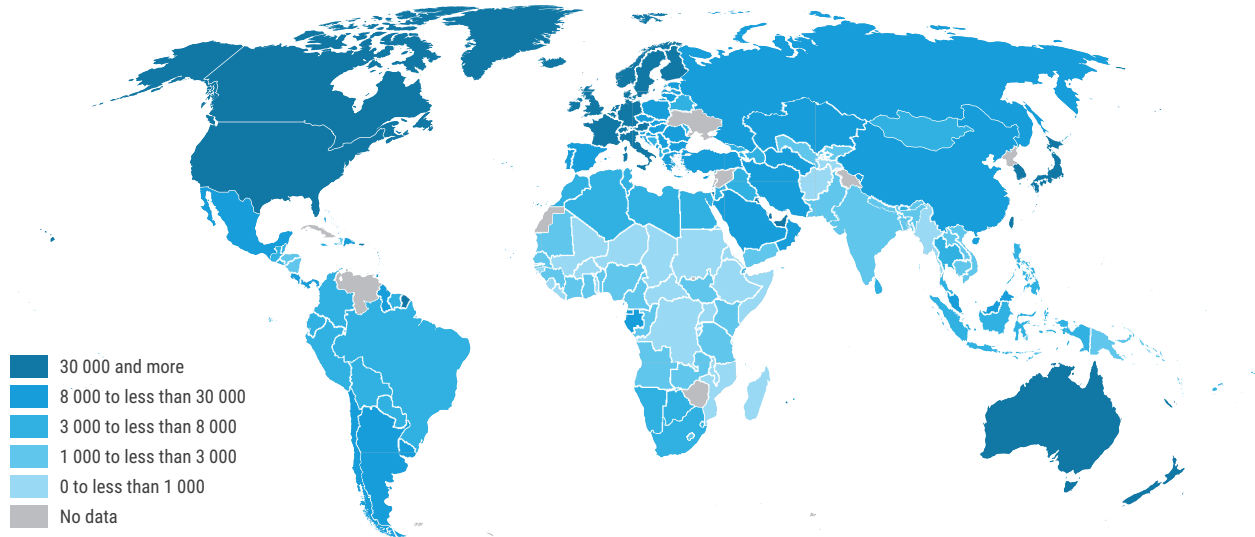 30 000 and more
8 000 to less than 30 000
3 000 to less than 8 000
1 000 to less than 3 000
0 to less than 1 000
No data